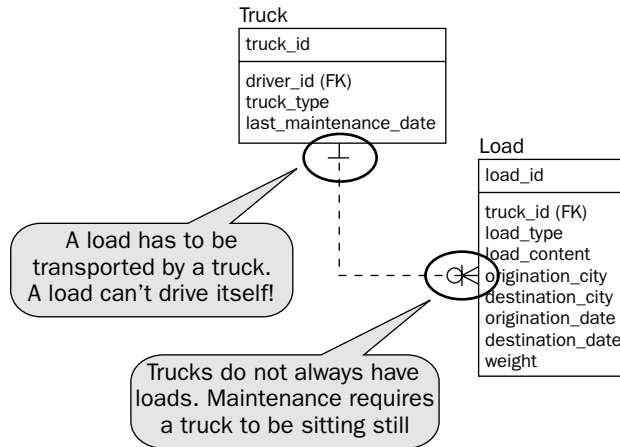 Truck
truck_id
driver_id (FK)
truck_type
last_maintenance_date
Load
load_id
truck_id (FK)
load_type
load_content
origination_city
destination_city
origination_date
destination_date
weight
A load has to be
transported by a truck.
A load can’t drive itself!
Trucks do not always have
loads. Maintenance requires
a truck to be sitting still